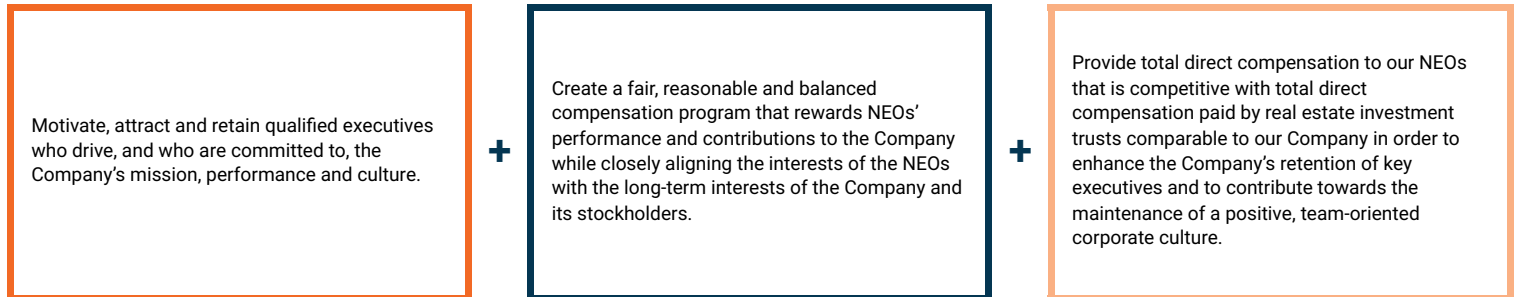 Motivate, attract and retain qualified executives
who drive, and who are committed to, the
Company’s mission, performance and culture.
+
Create a fair, reasonable and balanced
compensation program that rewards NEOs’
performance and contributions to the Company
while closely aligning the interests of the NEOs
with the long-term interests of the Company and
its stockholders.
+
Provide total direct compensation to our NEOs
that is competitive with total direct
compensation paid by real estate investment
trusts comparable to our Company in order to
enhance the Company’s retention of key
executives and to contribute towards the
maintenance of a positive, team-oriented
corporate culture.